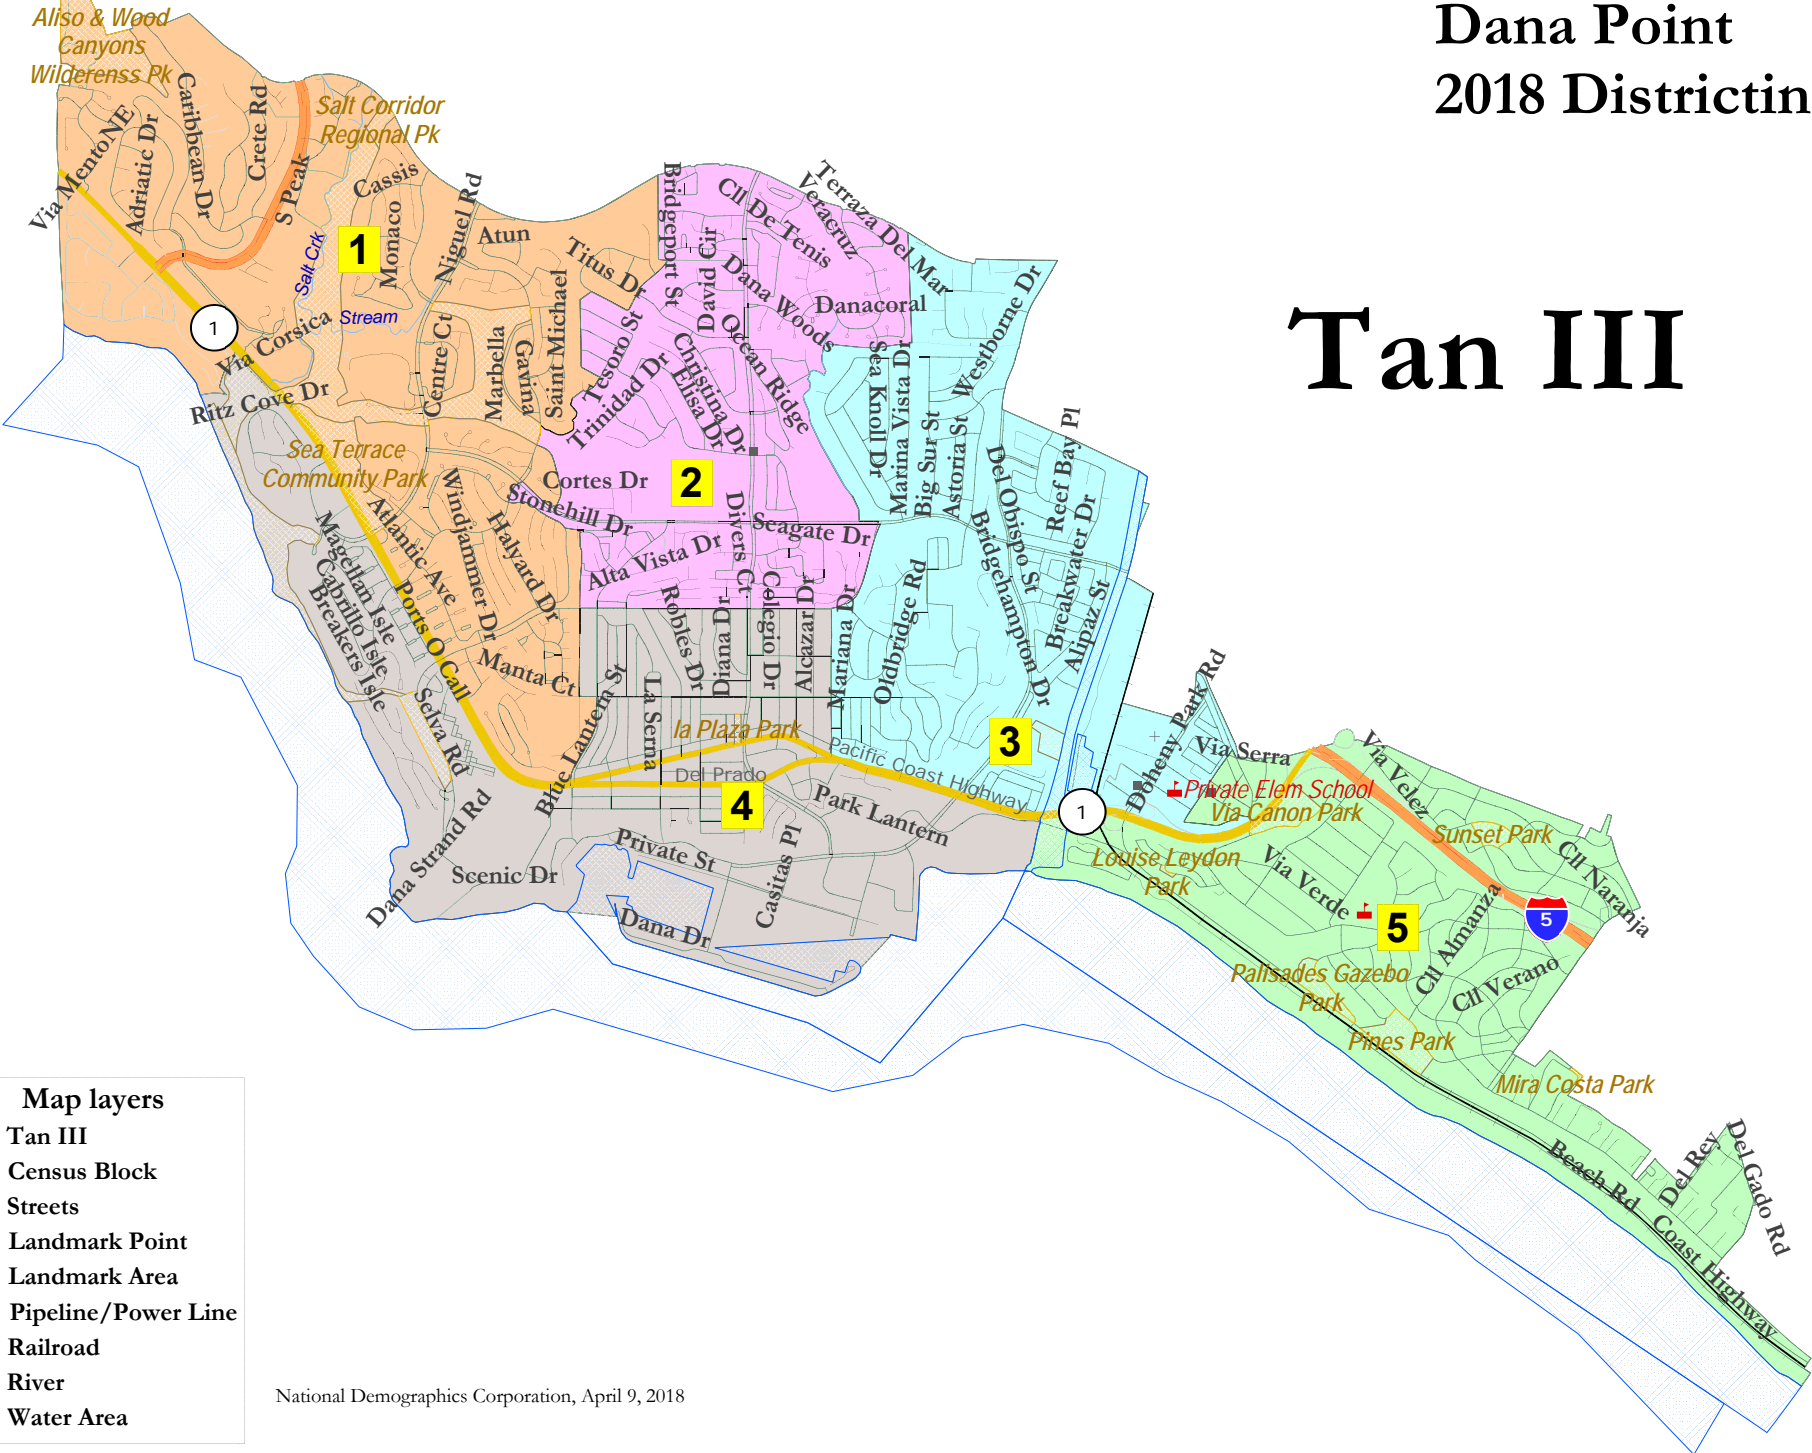 Dana Point
2018 Districtin
Tan III
Aliso & Wood
Canyons
Wilderenss Pk
Salt Corridor
Regional Pk
Via MentoNE
Adriatic Dr
Caribbean Dr
Crete Rd
S Peak
Cassis
Monaco
Niguel Rd
Atun
Titus Dr
Salt Crk
Stream
1
1
Via Corsica
Ritz Cove Dr
Centre Ct
Marbella
Gavina
Saint Michael
Sea Terrace
Community Park
Bridgeport St
David Cir
Cll De Tenis
Veracruz
Terraza Del Mar
Dana Woods
Danacoral
Ocean Ridge
Tesoro St
Trinidad Dr
Christina Dr
Elisa Dr
Cortes Dr
2
Stonehill Dr
Divers Ct
Seagate Dr
Alta Vista Dr
Westborne Dr
Sea Knoll Dr
Marina Vista Dr
Big Sur St
Astoria St
Del Obispo St
Reef Bay Pl
Bridgehampton Dr
Breakwater Dr
Alipaz St
Oldbridge Rd
Mariana Dr
Alcazar Dr
Colegio Dr
Diana Dr
Robles Dr
Atlantic Ave
Windjammer Dr
Halyard Dr
Magellan Isle
Cabrillo Isle
Breakers Isle
Ports O Call
Manta Ct
Selva Rd
Blue Lantern St
La Serna
la Plaza Park
Del Prado
Pacific Coast Highway
3
4
Park Lantern
Private St
Casitas Pl
Dana Strand Rd
Scenic Dr
Dana Dr
1
Doheny Park Rd
Via Serra
Private Elem School
Via Canon Park
Via Velez
Sunset Park
Cll Naranja
Louise Leydon
Park
Via Verde
5
5
Cll Almanza
Cll Verano
Palisades Gazebo
Park
Pines Park
Mira Costa Park
Beach Rd
Del Rey
Del Gado Rd
Coast Highway
Map layers
Tan III
Census Block
Streets
Landmark Point
Landmark Area
Pipeline/Power Line
Railroad
River
Water Area
National Demographics Corporation, April 9, 2018